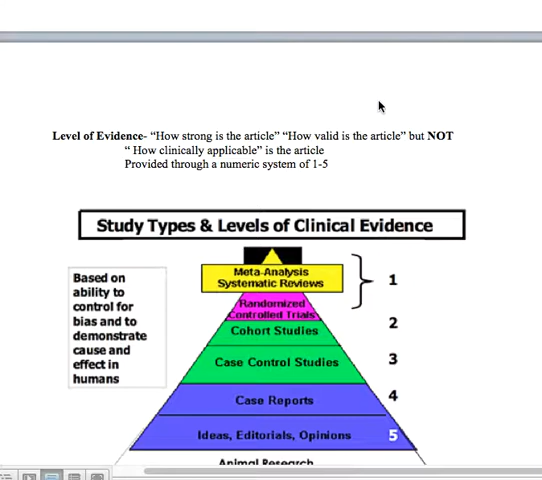 Level of Evidence- “How strong is the article” “How valid is the article” but NOT
“ How clinically applicable” is the article
Provided through a numeric system of 1-5
Study Types & Levels of Clinical Evidence
Based on
ability to
control for
bias and to
demonstrate
cause and
effect in
humans
Meta-Analysis
Systematic Reviews
1
Randomized
Controlled Trials
Cohort Studies
2
Case Control Studies
3
Case Reports
4
Ideas, Editorials, Opinions
5
Animal Research